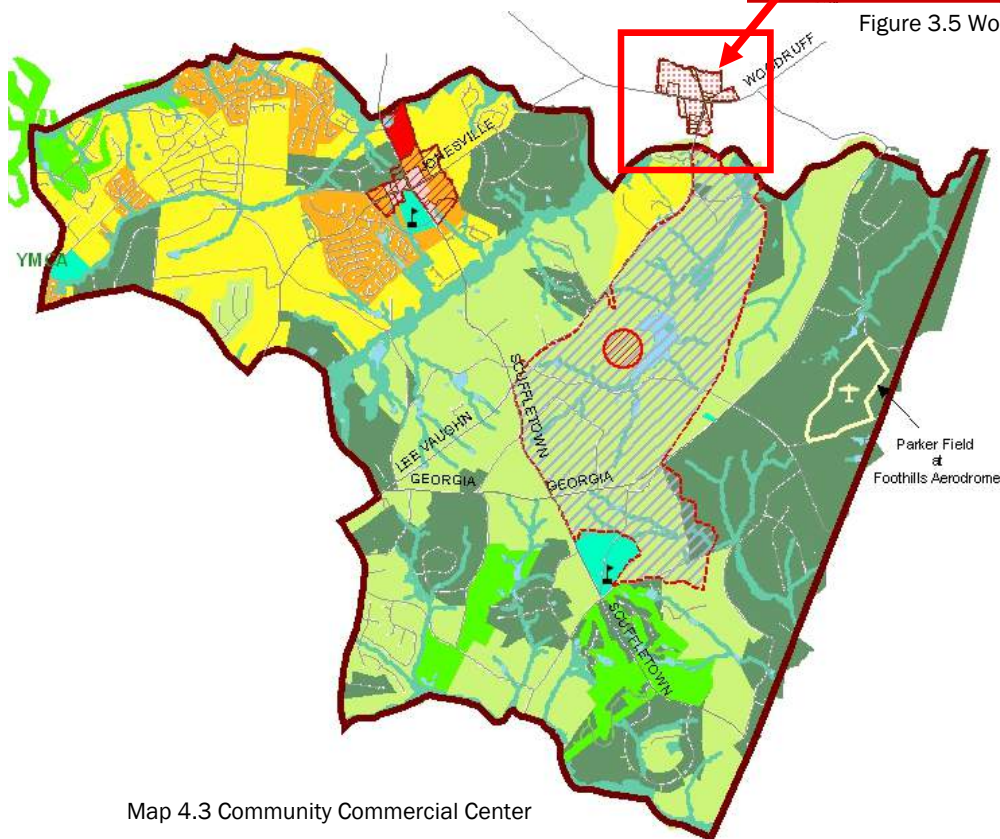 Figure 3.5 Wo
WOODRUFF
JONESVILLE
YMCA
SCUFFLETOWN
LEE VAUGHN
GEORGIA
GEORGIA
Parker Field
at
Foothills Aerodrome
SCUFFLETOWN
Map 4.3 Community Commercial Center